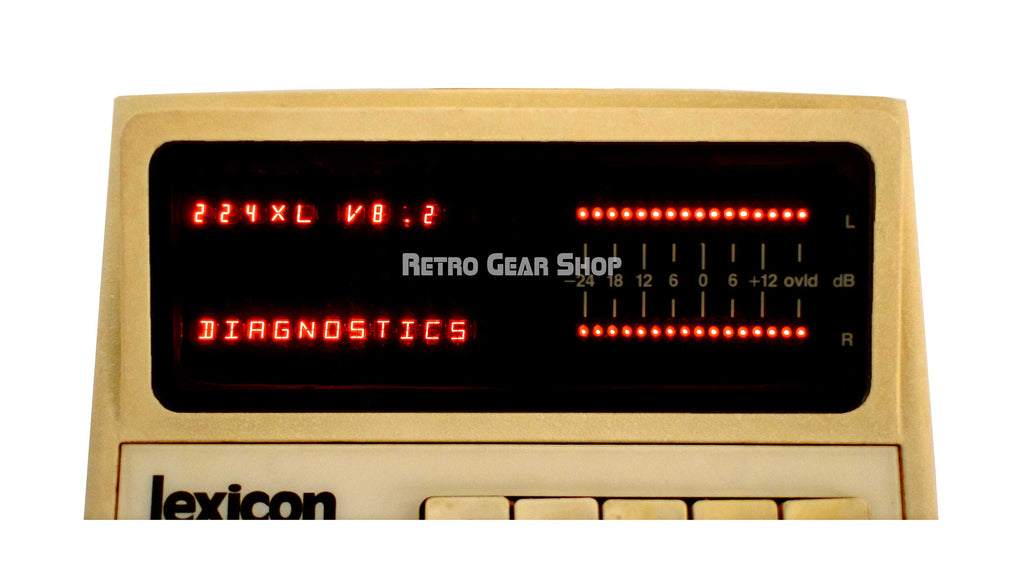 224XL V8.2
L
RETRO GEAR SHOP
-24 18 12 6 0 6 +12 ovld dB
DIAGNOSTICS
R
lexicon